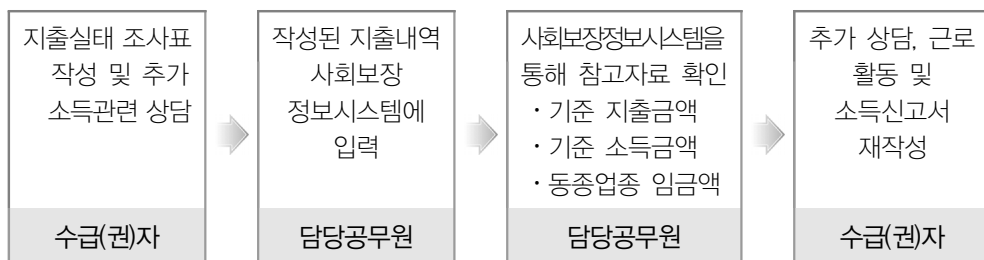 지출실태 조사표
작성 및 추가
소득관련 상담
수급(권)자
작성된 지출내역
사회보장
정보시스템에
입력
담당공무원
사회보장정보시스템을
통해 참고자료 확인
· 기준 지출금액
· 기준 소득금액
· 동종업종 임금액
담당공무원
추가 상담, 근로
활동 및
소득신고서
재작성
수급(권)자